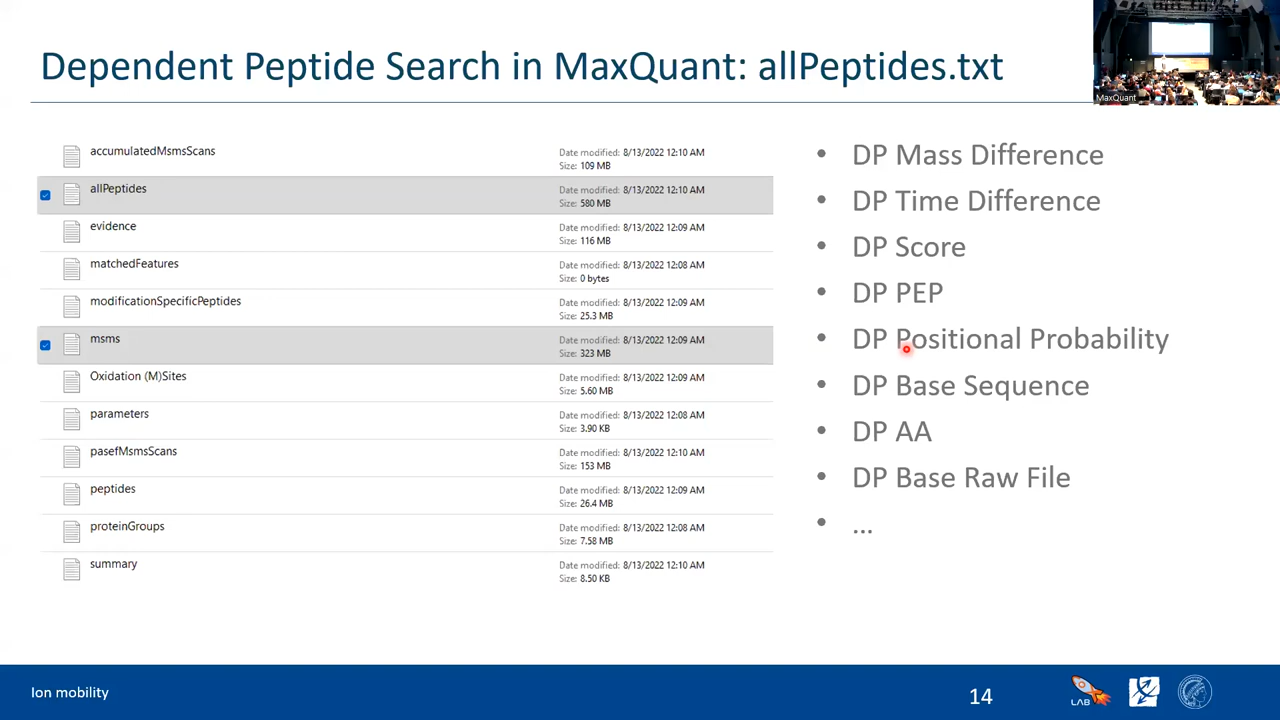 Dependent Peptide Search in MaxQuant: allPeptides.txt
MaxQuant
accumulatedMsmsScans
Date modified: 8/13/2022 12:10 AM
Size: 109 MB
allPeptides
Date modified: 8/13/2022 12:10 AM
Size: 580 MB
evidence
Date modified: 8/13/2022 12:09 AM
Size: 116 MB
matchedFeatures
Date modified: 8/13/2022 12:08 AM
Size: 0 bytes
modificationSpecificPeptides
Date modified: 8/13/2022 12:09 AM
Size: 25.3 MB
msms
Date modified: 8/13/2022 12:09 AM
Size: 323 MB
Oxidation (M)Sites
Date modified: 8/13/2022 12:09 AM
Size: 5.60 MB
parameters
Date modified: 8/13/2022 12:08 AM
Size: 3.90 KB
pasefMsmsScans
Date modified: 8/13/2022 12:10 AM
Size: 153 MB
peptides
Date modified: 8/13/2022 12:09 AM
Size: 26.4 MB
proteinGroups
Date modified: 8/13/2022 12:08 AM
Size: 7.58 MB
summary
Date modified: 8/13/2022 12:10 AM
Size: 8.50 KB
• DP Mass Difference
• DP Time Difference
• DP Score
• DP PEP
• DP Positional Probability
• DP Base Sequence
• DP AA
• DP Base Raw File
• ...
Ion mobility
14
LAB